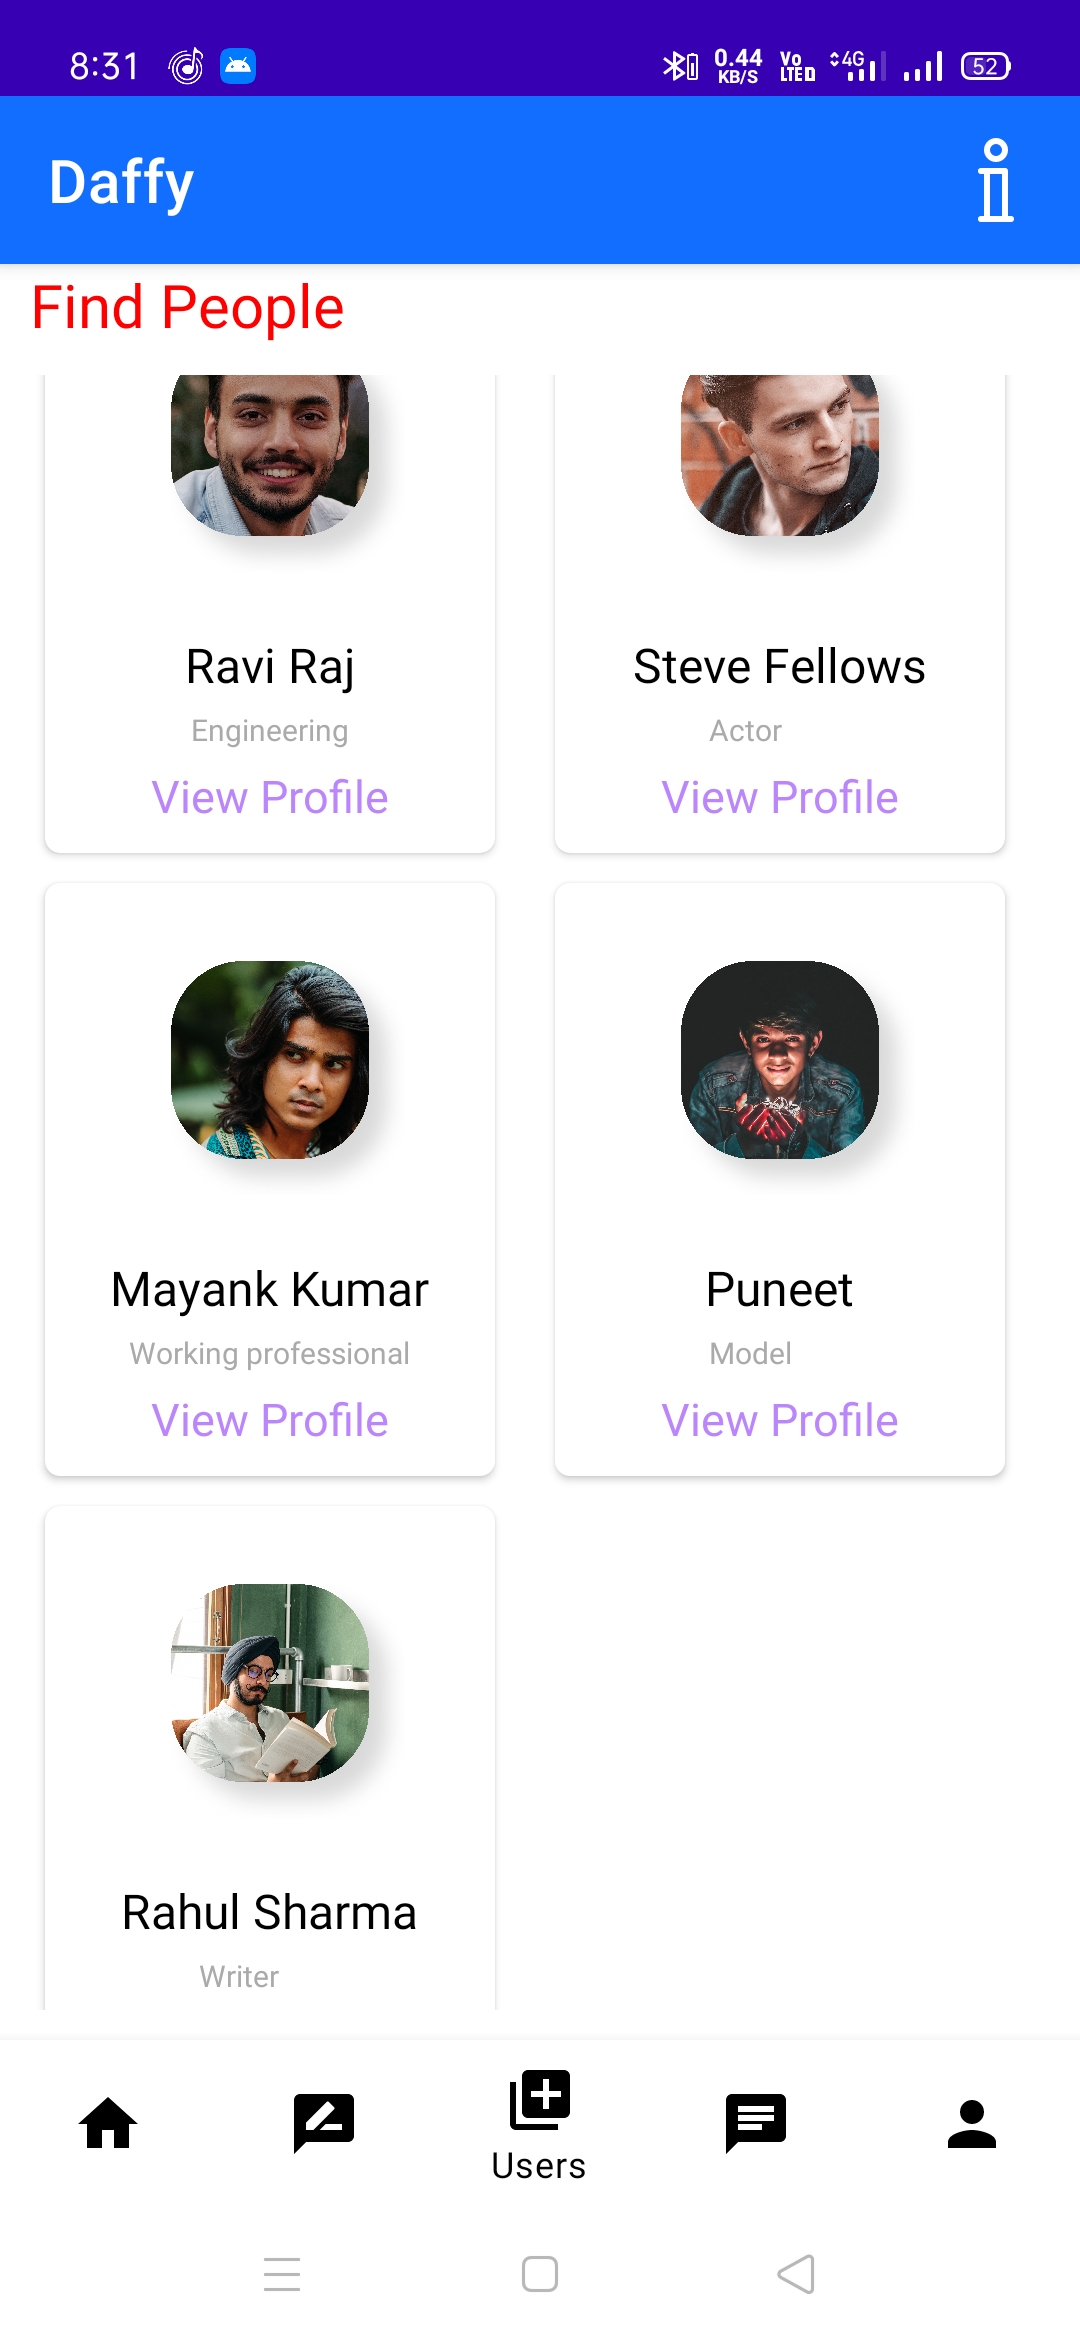 8:31
0.44 KB/S
Vo LTE
4G
52
Daffy
Find People
Ravi Raj
Steve Fellows
Engineering
Actor
View Profile
View Profile
Mayank Kumar
Puneet
Working professional
Model
View Profile
View Profile
Rahul Sharma
Writer
Users